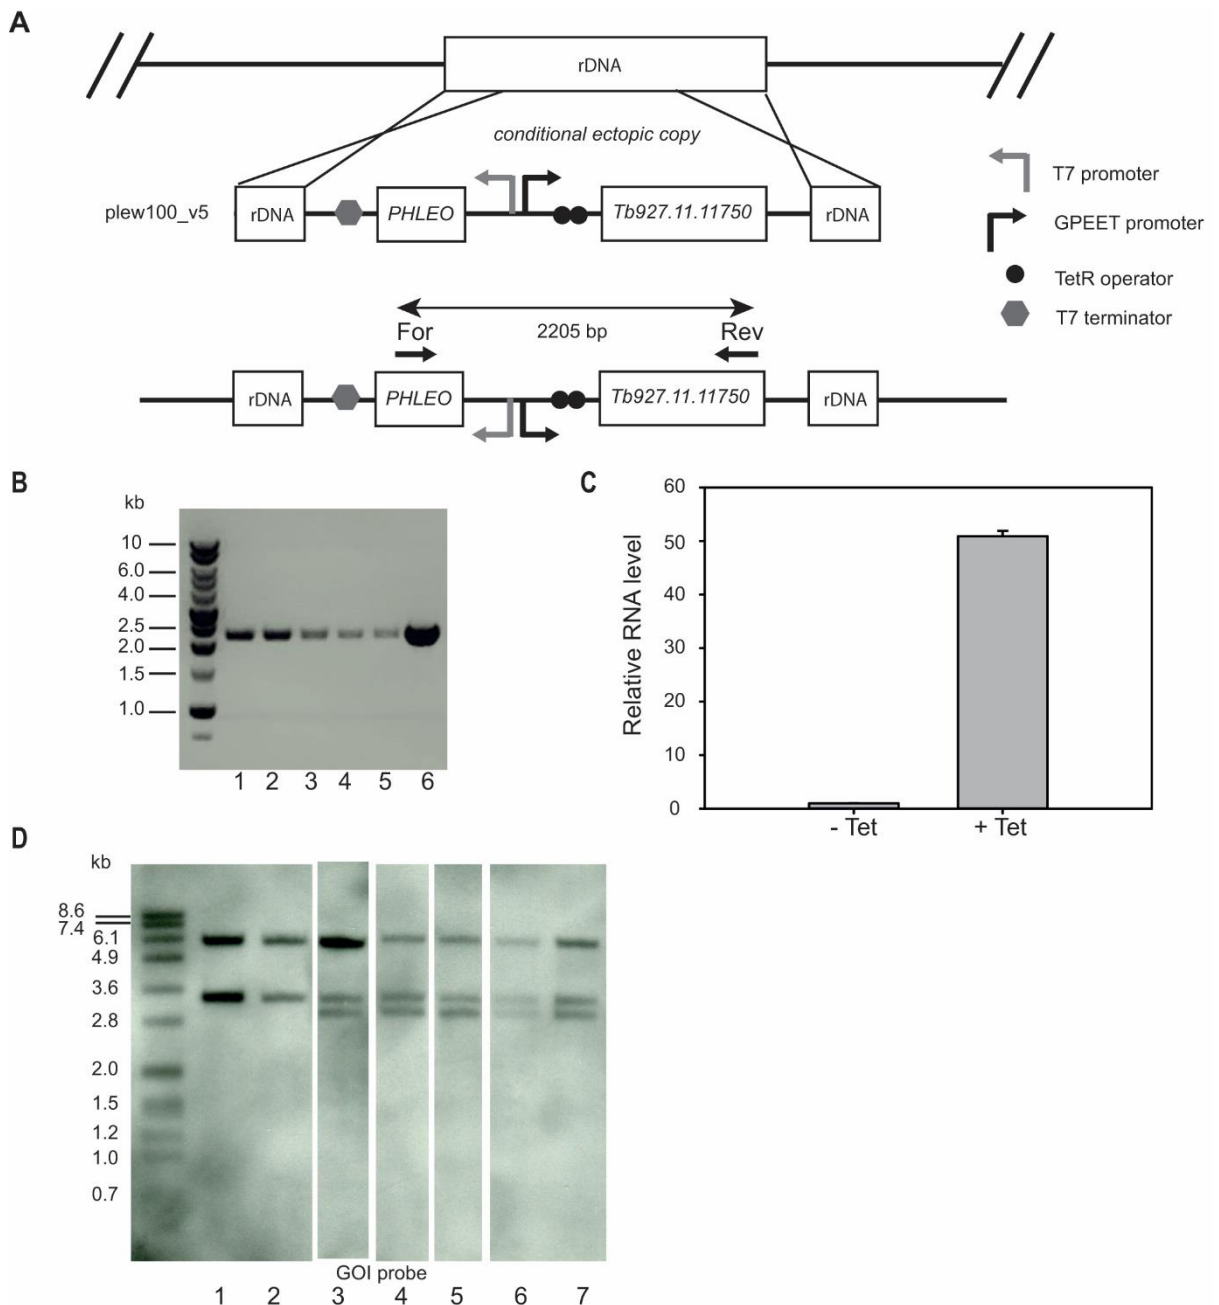 A
rDNA
conditional ectopic copy
T7 promoter
plew100_v5
rDNA
PHLEO
Tb927.11.11750
rDNA
GPEET promoter
TetR operator
T7 terminator
For
2205 bp
Rev
rDNA
PHLEO
Tb927.11.11750
rDNA
B
kb
10
6.0
4.0
2.5
2.0
1.5
1.0
1 2 3 4 5 6
C
Relative RNA level
60
50
40
30
20
10
0
- Tet + Tet
D
kb
8.6
7.4
6.1
4.9
3.6
2.8
2.0
1.5
1.2
1.0
0.7
GOI probe
1 2 3 4 5 6 7